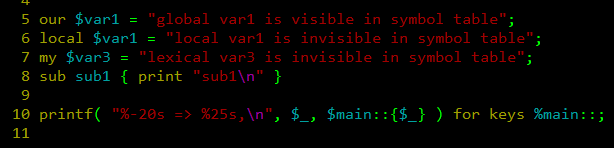 5 our $var1 = "global var1 is visible in symbol table";
6 local $var1 = "local var1 is invisible in symbol table";
7 my $var3 = "lexical var3 is invisible in symbol table";
8 sub sub1 { print "sub1\n" }
9
10 printf( "%-20s => %25s,\n", $_, $main::{$_} ) for keys %main::;
11